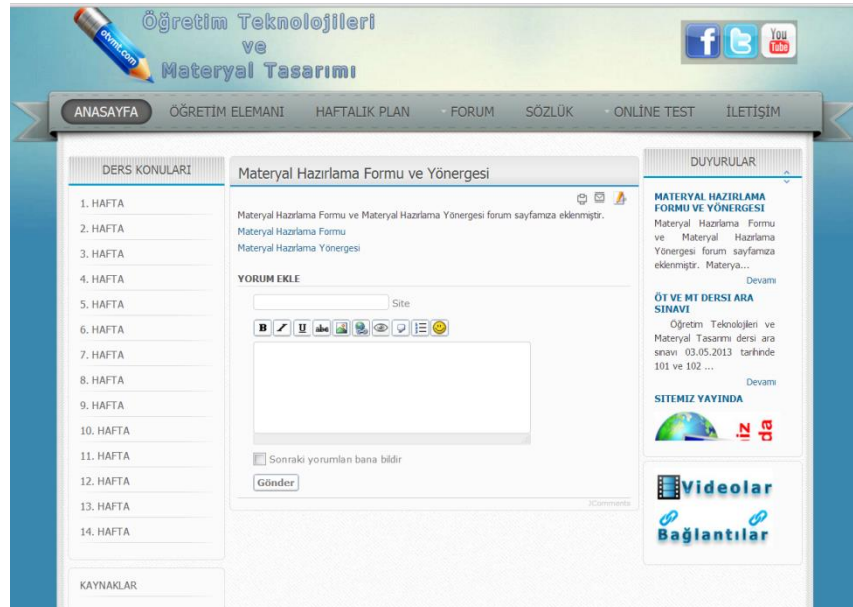 Öğretim Teknolojileri
ve
Materyal Tasarımı
otvmt.com
You
Tube
ANASAYFA ÖĞRETİM ELEMANI HAFTALIK PLAN FORUM SÖZLÜK ONLİNE TEST İLETİŞİM
DERS KONULARI
1. HAFTA
2. HAFTA
3. HAFTA
4. HAFTA
5. HAFTA
6. HAFTA
7. HAFTA
8. HAFTA
9. HAFTA
10. HAFTA
11. HAFTA
12. HAFTA
13. HAFTA
14. HAFTA
KAYNAKLAR
Materyal Hazırlama Formu ve Yönergesi
Materyal Hazırlama Formu ve Materyal Hazırlama Yönergesi forum sayfamıza eklenmiştir.
Materyal Hazırlama Formu
Materyal Hazırlama Yönergesi
YORUM EKLE
Site
B I U abc
Sonraki yorumları bana bildir
Gönder
JComments
DUYURULAR
MATERYAL HAZIRLAMA
FORMU VE YÖNERGESİ
Materyal Hazırlama Formu
ve Materyal Hazırlama
Yönergesi forum sayfamıza
eklenmiştir. Materya...
Devamı
ÖT VE MT DERSI ARA
SINAVI
Öğretim Teknolojileri ve
Materyal Tasarımı dersi ara
sınavı 03.05.2013 tarihinde
101 ve 102 ...
Devamı
SITEMIZ YAYINDA
iz
da
Videolar
Bağlantılar